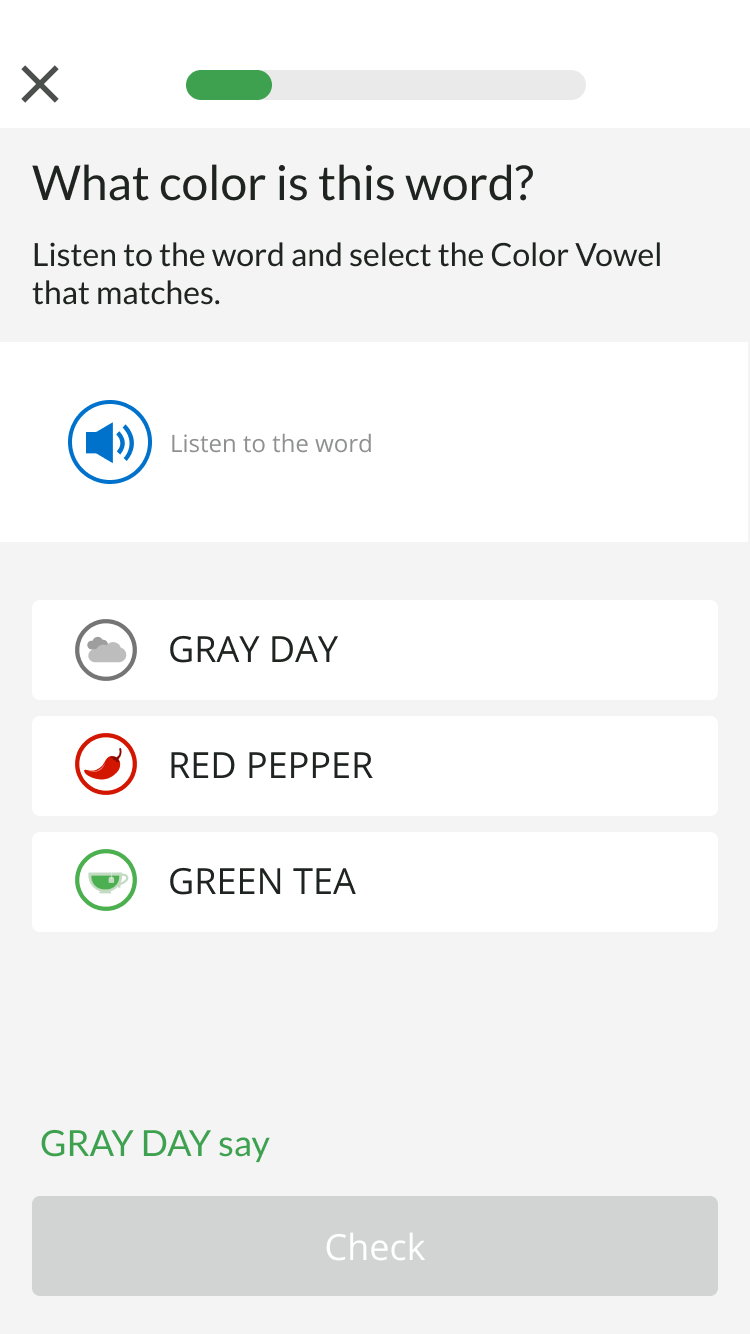 What color is this word?
Listen to the word and select the Color Vowel
that matches.
Listen to the word
GRAY DAY
RED PEPPER
GREEN TEA
GRAY DAY say
Check